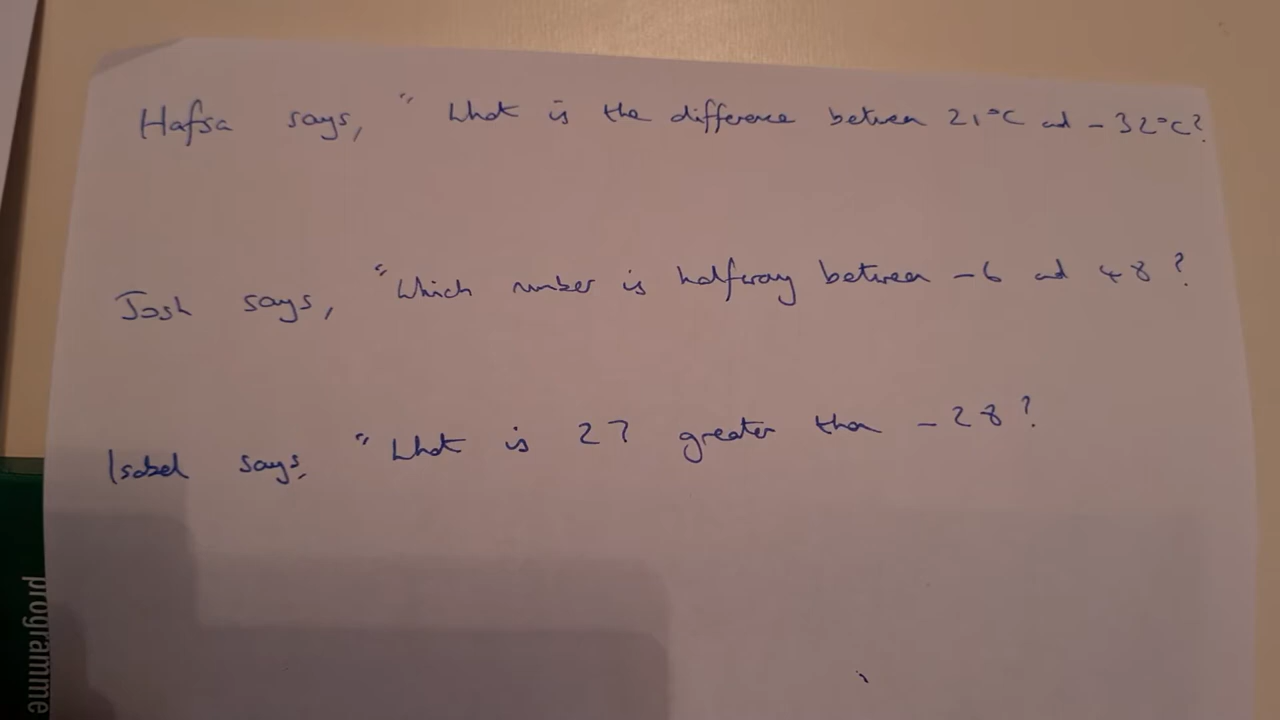 Hafsa says, " What is the difference between 21°C and -32°C?
Josh says, "Which number is halfway between -6 and 48?
Isobel says, "What is 27 greater than -28?
programme